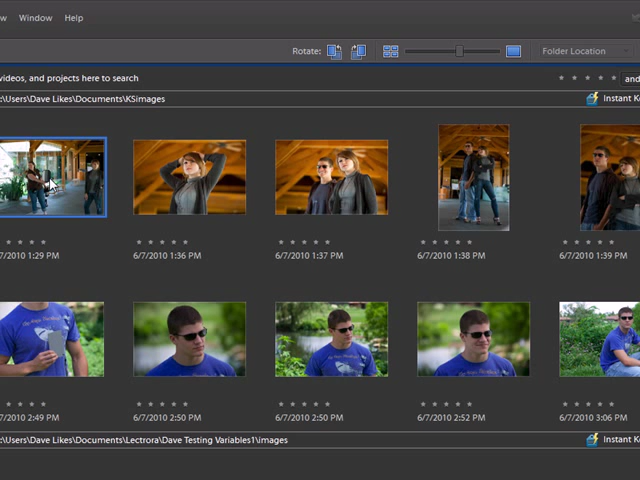 w Window Help
Rotate: Folder Location
videos, and projects here to search and
:\Users\Dave Likes\Documents\KSimages Instant K
7/2010 1:29 PM 6/7/2010 1:36 PM 6/7/2010 1:37 PM 6/7/2010 1:38 PM 6/7/2010 1:39 PM
7/2010 2:49 PM 6/7/2010 2:50 PM 6/7/2010 2:50 PM 6/7/2010 2:52 PM 6/7/2010 3:06 PM
:\Users\Dave Likes\Documents\Lectrora\Dave Testing Variables1\images Instant K